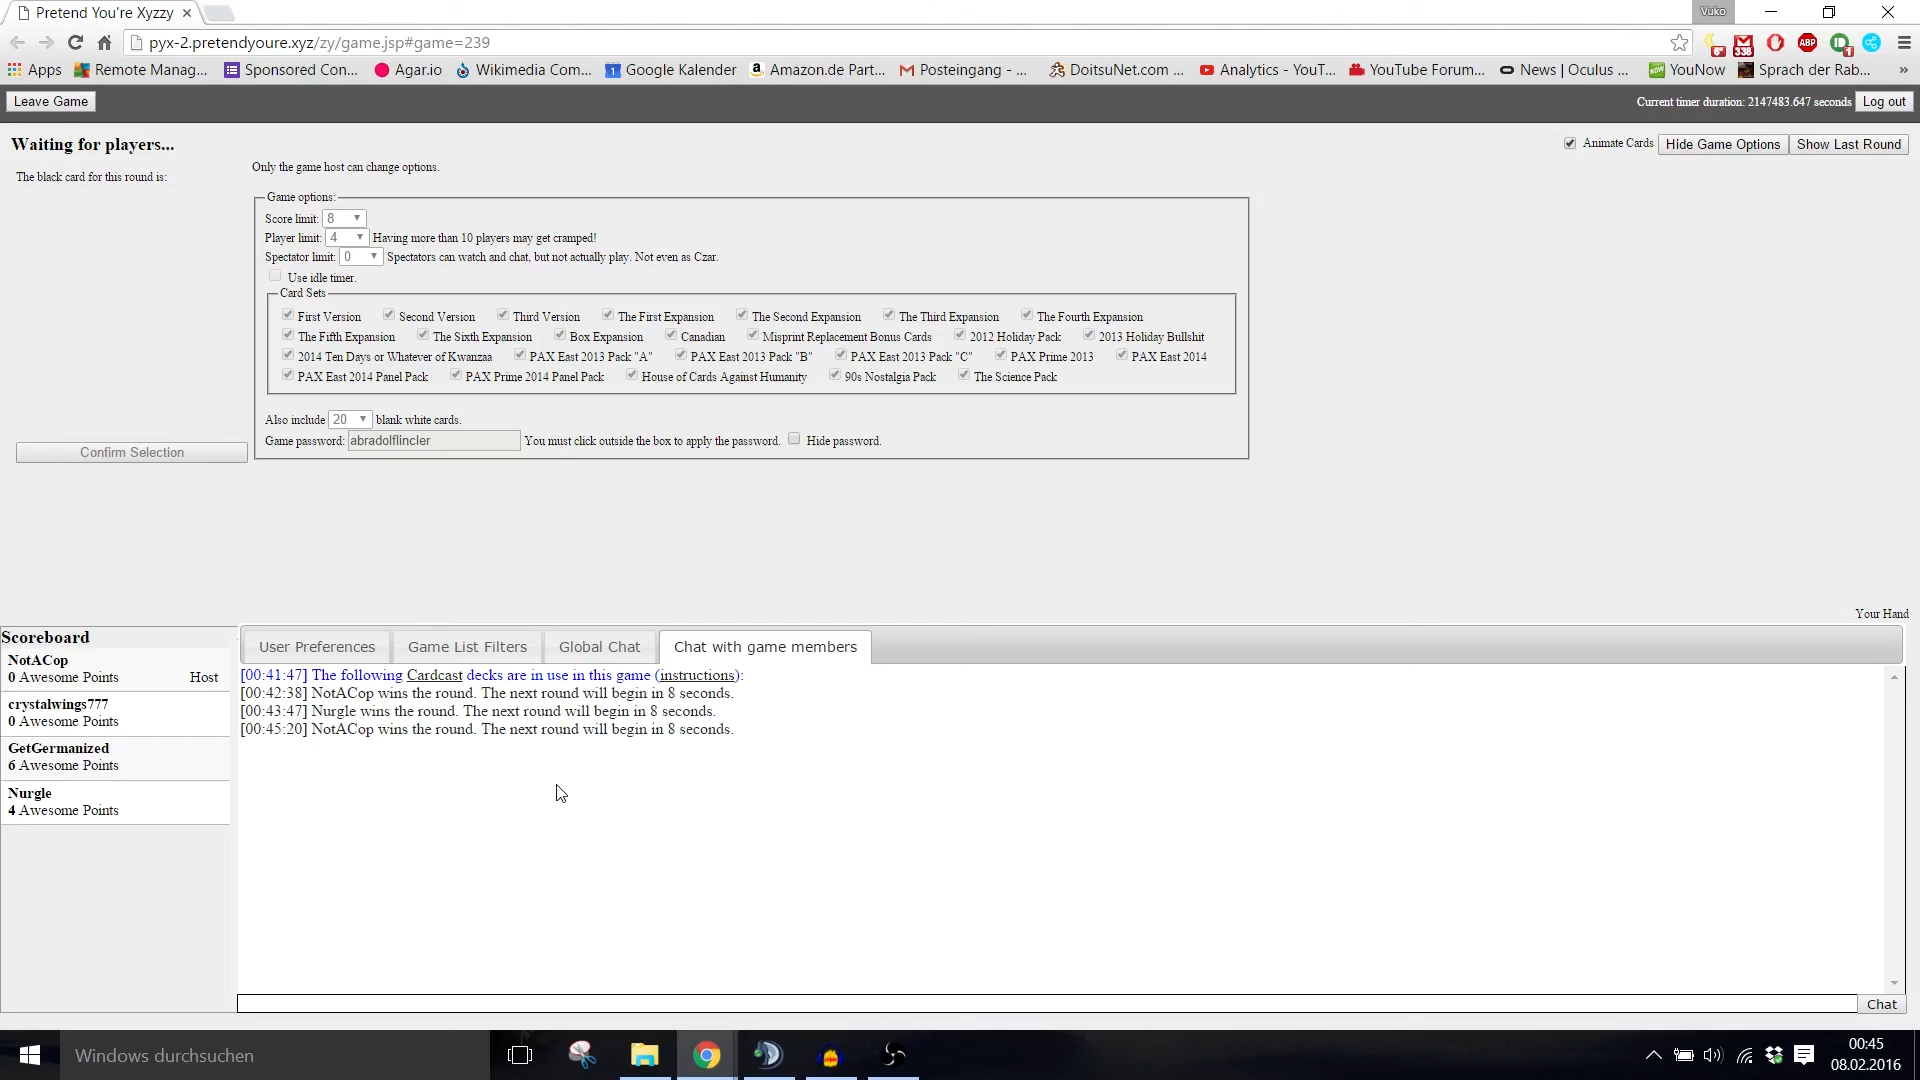 Pretend You're Xyzzy
Vuko
pyx-2.pretendyoure.xyz/zy/game.jsp#game=239
Apps Remote Manag... Sponsored Con... Agar.io Wikimedia Com... Google Kalender Amazon.de Part... Posteingang - ... DoitsuNet.com ... Analytics - YouT... YouTube Forum... News | Oculus ... YouNow Sprach der Rab... »
Leave Game Current timer duration: 2147483.647 seconds Log out
Waiting for players... Animate Cards Hide Game Options Show Last Round
Only the game host can change options.
The black card for this round is:
Game options:
Score limit: 8
Player limit: 4 Having more than 10 players may get cramped!
Spectator limit: 0 Spectators can watch and chat, but not actually play. Not even as Czar.
Use idle timer.
Card Sets
First Version Second Version Third Version The First Expansion The Second Expansion The Third Expansion The Fourth Expansion
The Fifth Expansion The Sixth Expansion Box Expansion Canadian Misprint Replacement Bonus Cards 2012 Holiday Pack 2013 Holiday Bullshit
2014 Ten Days or Whatever of Kwanzaa PAX East 2013 Pack "A" PAX East 2013 Pack "B" PAX East 2013 Pack "C" PAX Prime 2013 PAX East 2014
PAX East 2014 Panel Pack PAX Prime 2014 Panel Pack House of Cards Against Humanity 90s Nostalgia Pack The Science Pack
Also include 20 blank white cards.
Game password: abradolflincler You must click outside the box to apply the password. Hide password.
Confirm Selection
Your Hand
Scoreboard
NotACop
0 Awesome Points Host
crystalwings777
0 Awesome Points
GetGermanized
6 Awesome Points
Nurgle
4 Awesome Points
User Preferences Game List Filters Global Chat Chat with game members
[00:41:47] The following Cardcast decks are in use in this game (instructions):
[00:42:38] NotACop wins the round. The next round will begin in 8 seconds.
[00:43:47] Nurgle wins the round. The next round will begin in 8 seconds.
[00:45:20] NotACop wins the round. The next round will begin in 8 seconds.
Chat
Windows durchsuchen
00:45
08.02.2016